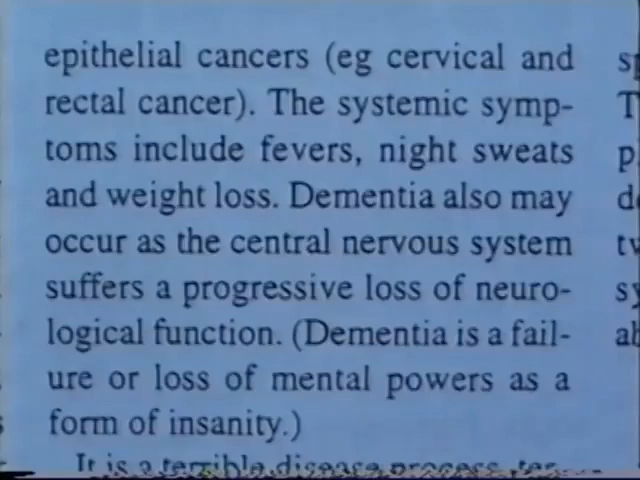 epithelial cancers (eg cervical and
rectal cancer). The systemic symp-
toms include fevers, night sweats
and weight loss. Dementia also may
occur as the central nervous system
suffers a progressive loss of neuro-
logical function. (Dementia is a fail-
ure or loss of mental powers as a
form of insanity.)
It is a terrible disease process,